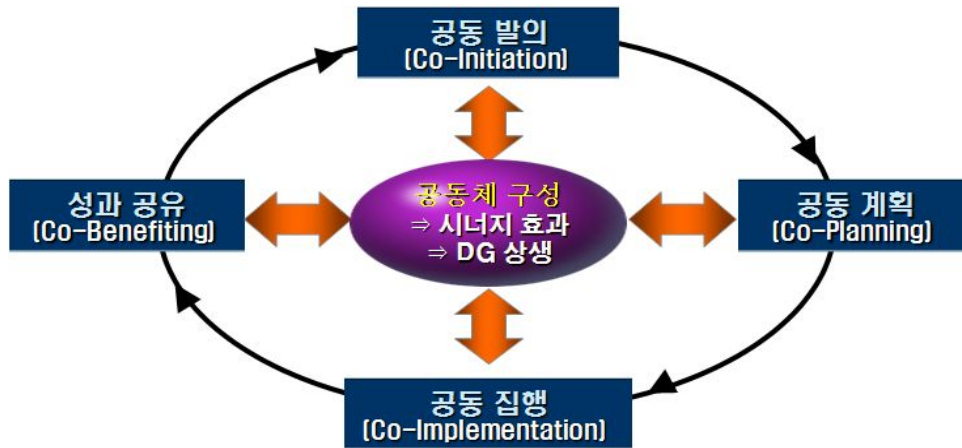 공동 발의
(Co-Initiation)
성과 공유
(Co-Benefiting)
공동체 구성
⇒ 시너지 효과
⇒ DG 상생
공동 계획
(Co-Planning)
공동 집행
(Co-Implementation)